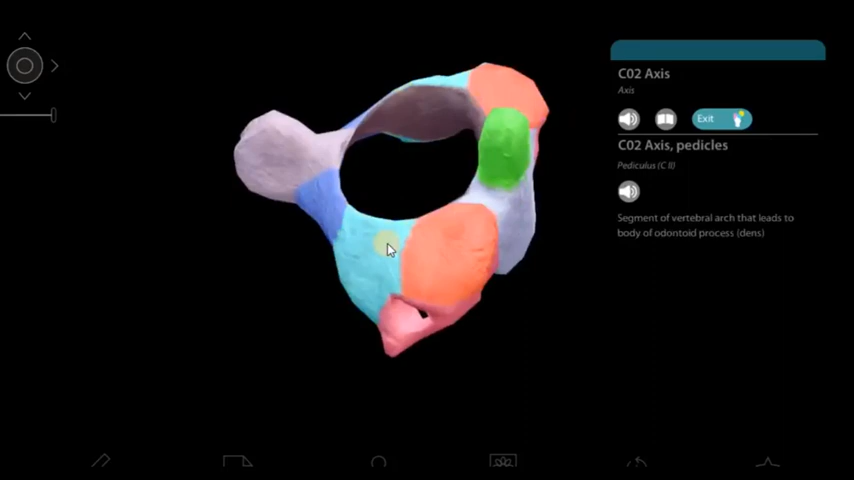 C02 Axis
Axis
Exit
C02 Axis, pedicles
Pediculus (C II)
Segment of vertebral arch that leads to
body of odontoid process (dens)